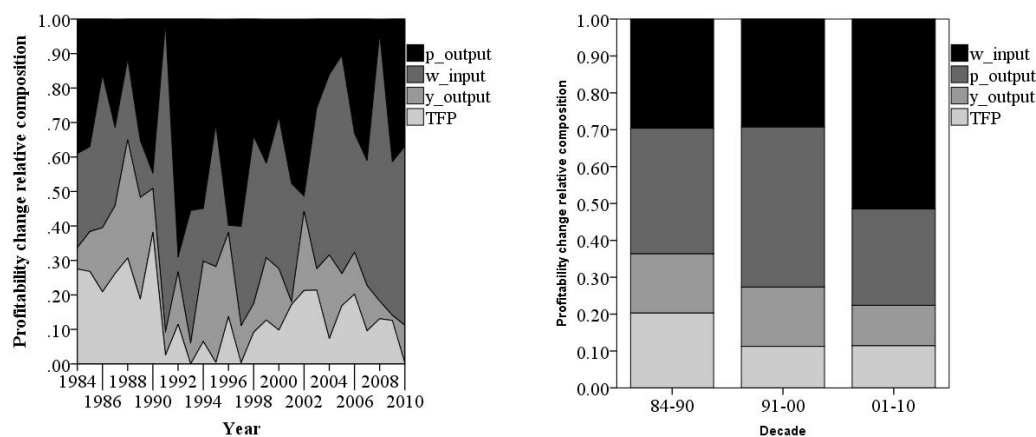 Profitability change relative composition
1.00
.90
.80
.70
.60
.50
.40
.30
.20
.10
.00
1984 1988 1992 1996 2000 2004 2008
1986 1990 1994 1998 2002 2006 2010
Year
p_output
w_input
y_output
TFP
Profitability change relative composition
1.00
0.90
0.80
0.70
0.60
0.50
0.40
0.30
0.20
0.10
0.00
84-90 91-00 01-10
Decade
w_input
p_output
y_output
TFP